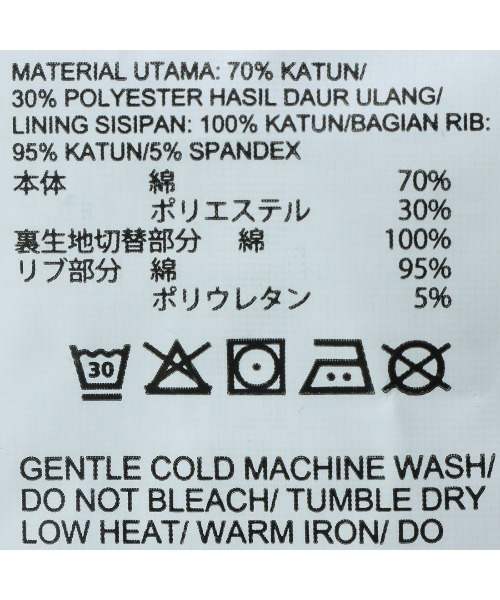 MATERIAL UTAMA: 70% KATUN/
30% POLYESTER HASIL DAUR ULANG/
LINING SISIPAN: 100% KATUN/BAGIAN RIB:
95% KATUN/5% SPANDEX
本体 綿 70%
ポリエステル 30%
裏生地切替部分 綿 100%
リブ部分 綿 95%
ポリウレタン 5%
30
GENTLE COLD MACHINE WASH/
DO NOT BLEACH/ TUMBLE DRY
LOW HEAT/ WARM IRON/ DO